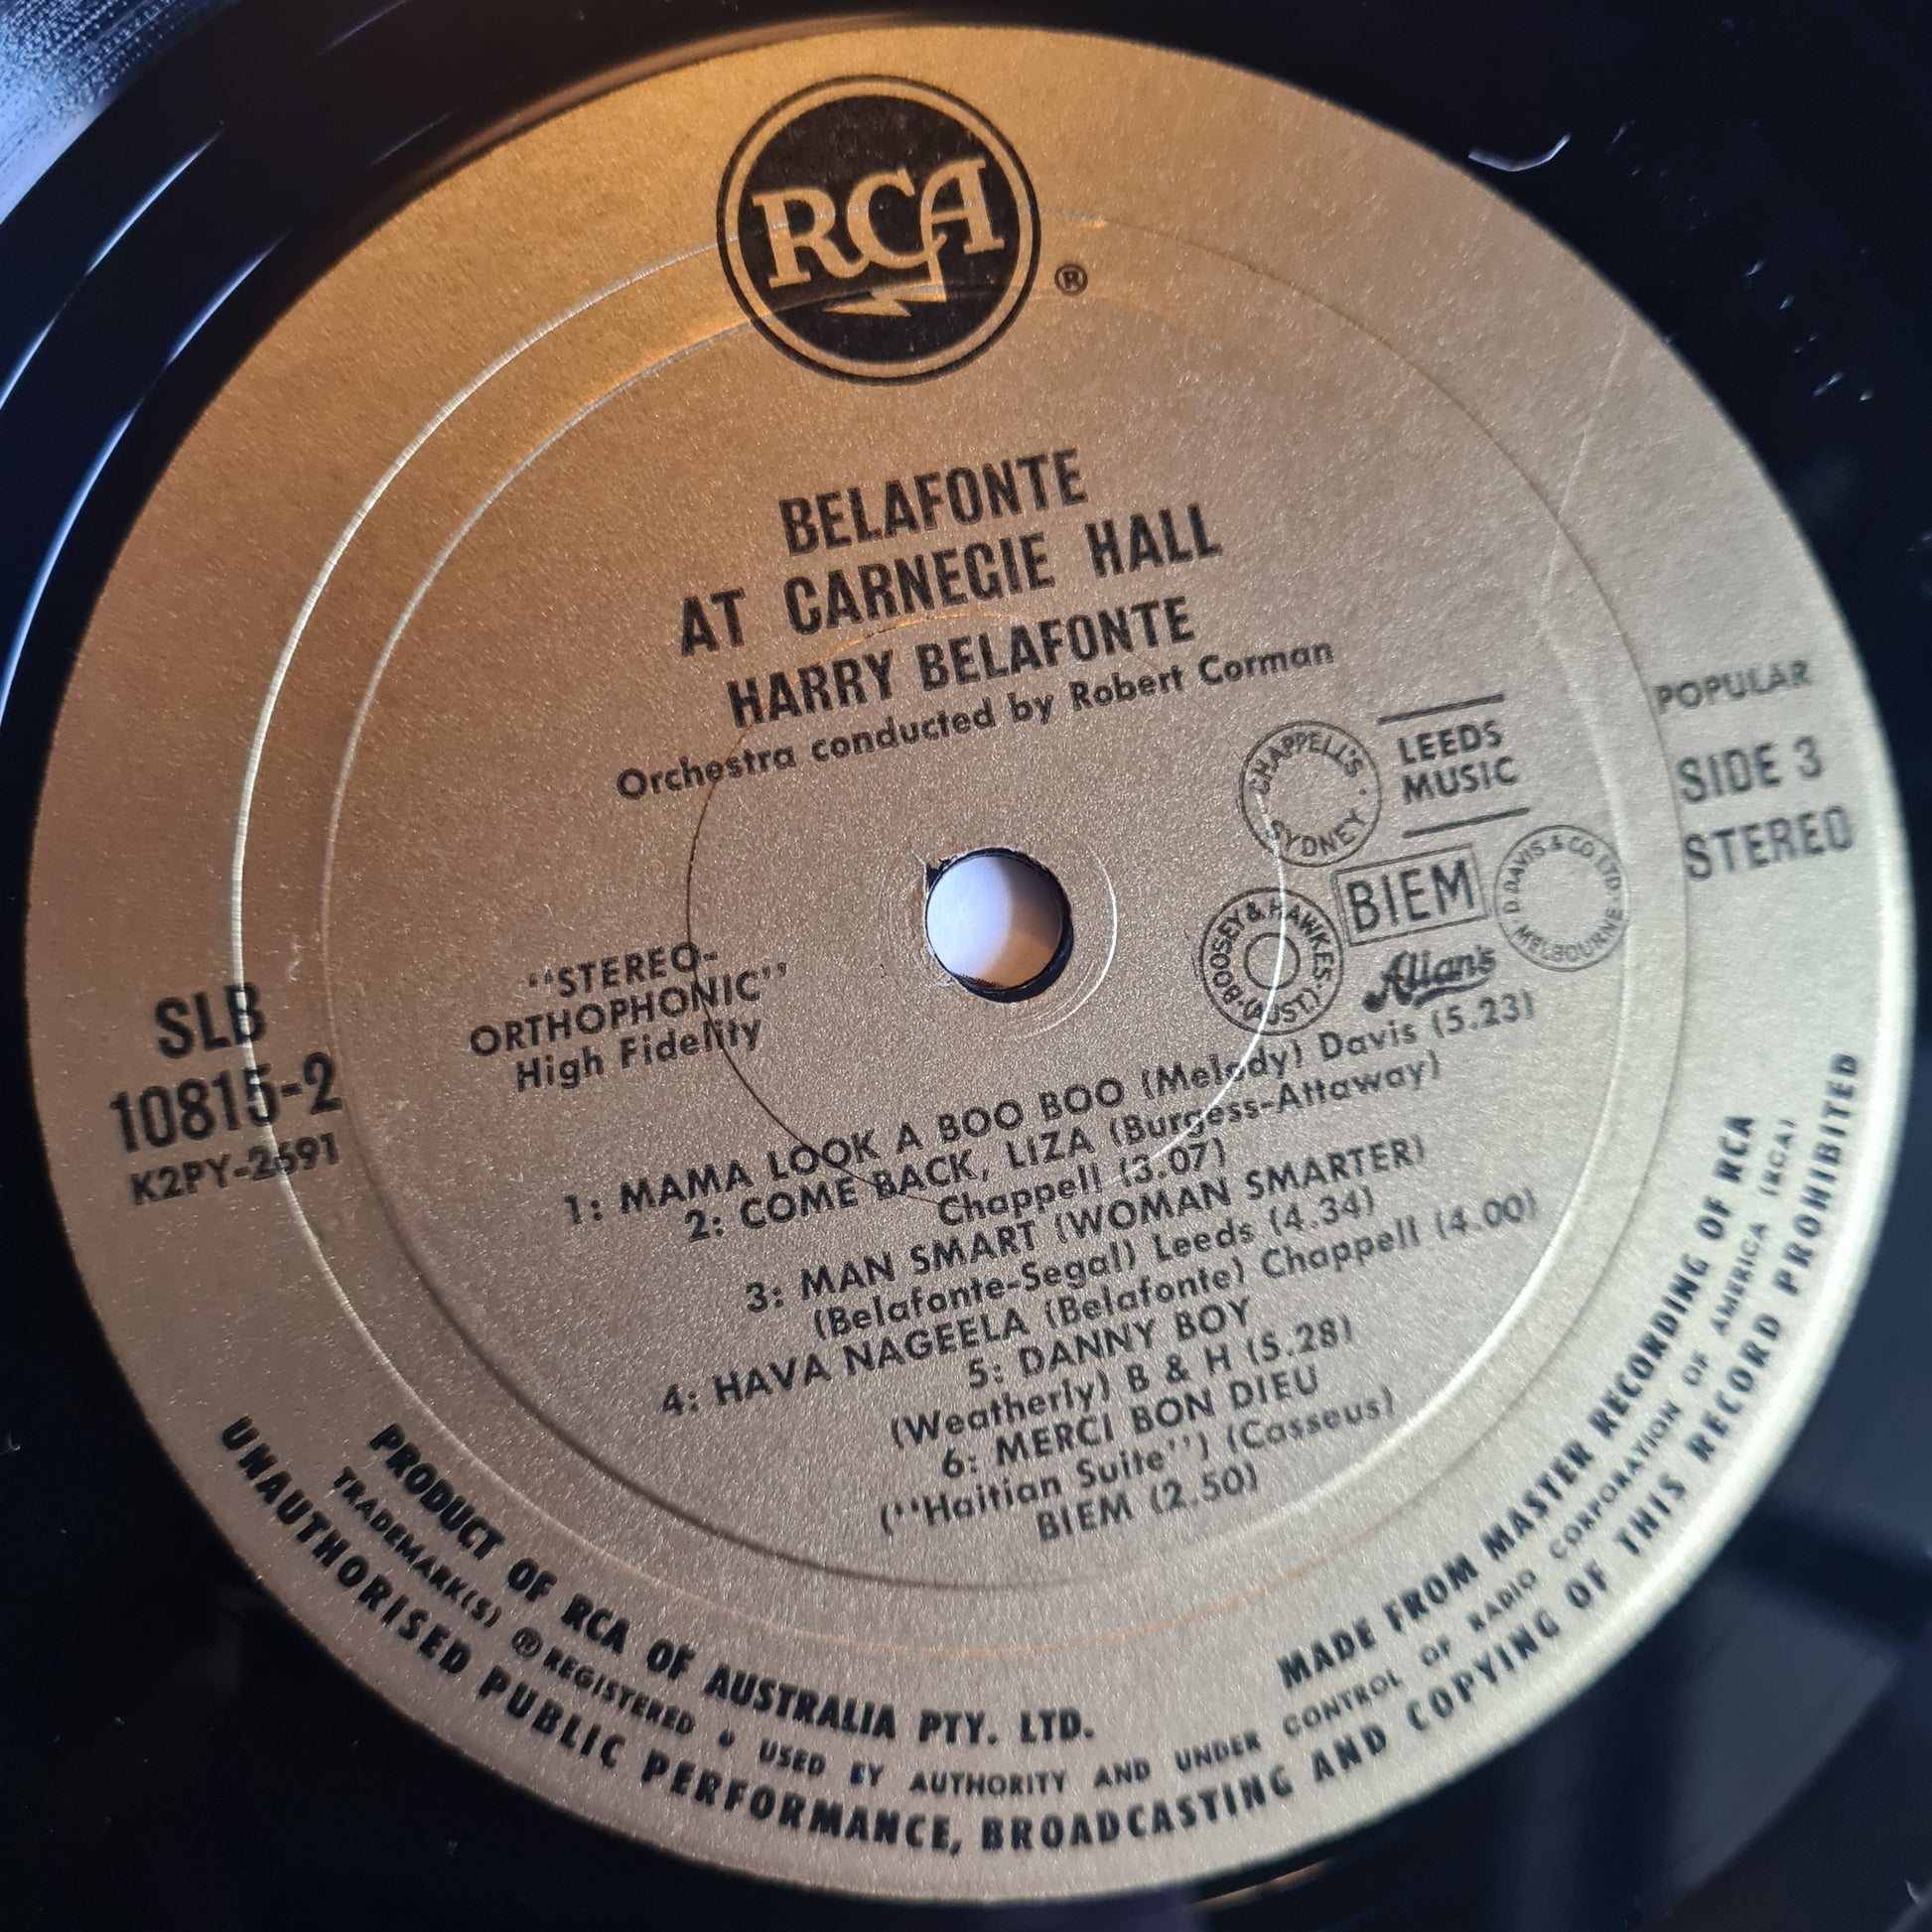 RCA
®
BELAFONTE
AT CARNEGIE HALL
HARRY BELAFONTE
Orchestra conducted by Robert Corman
POPULAR
SIDE 3
STEREO
CHAPPELL'S · SYDNEY ·
LEEDS
MUSIC
BIEM
D. DAVIS & CO. LTD. · MELBOURNE ·
BOOSEY & HAWKES · (AUST.) ·
Allan's
"STEREO-
ORTHOPHONIC"
High Fidelity
SLB
10815-2
K2PY-2691
1: MAMA LOOK A BOO BOO (Melody) Davis (5.23)
2: COME BACK, LIZA (Burgess-Attaway)
Chappell (3.07)
3: MAN SMART (WOMAN SMARTER)
(Belafonte-Segal) Leeds (4.34)
4: HAVA NAGEELA (Belafonte) Chappell (4.00)
5: DANNY BOY
(Weatherly) B & H (5.28)
6: MERCI BON DIEU
(''Haitian Suite'') (Casseus)
BIEM (2.50)
PRODUCT OF RCA OF AUSTRALIA PTY. LTD. MADE FROM MASTER RECORDING OF RCA
TRADEMARK(S) ® REGISTERED • USED BY AUTHORITY AND UNDER CONTROL OF RADIO CORPORATION OF AMERICA (RCA)
UNAUTHORISED PUBLIC PERFORMANCE, BROADCASTING AND COPYING OF THIS RECORD PROHIBITED